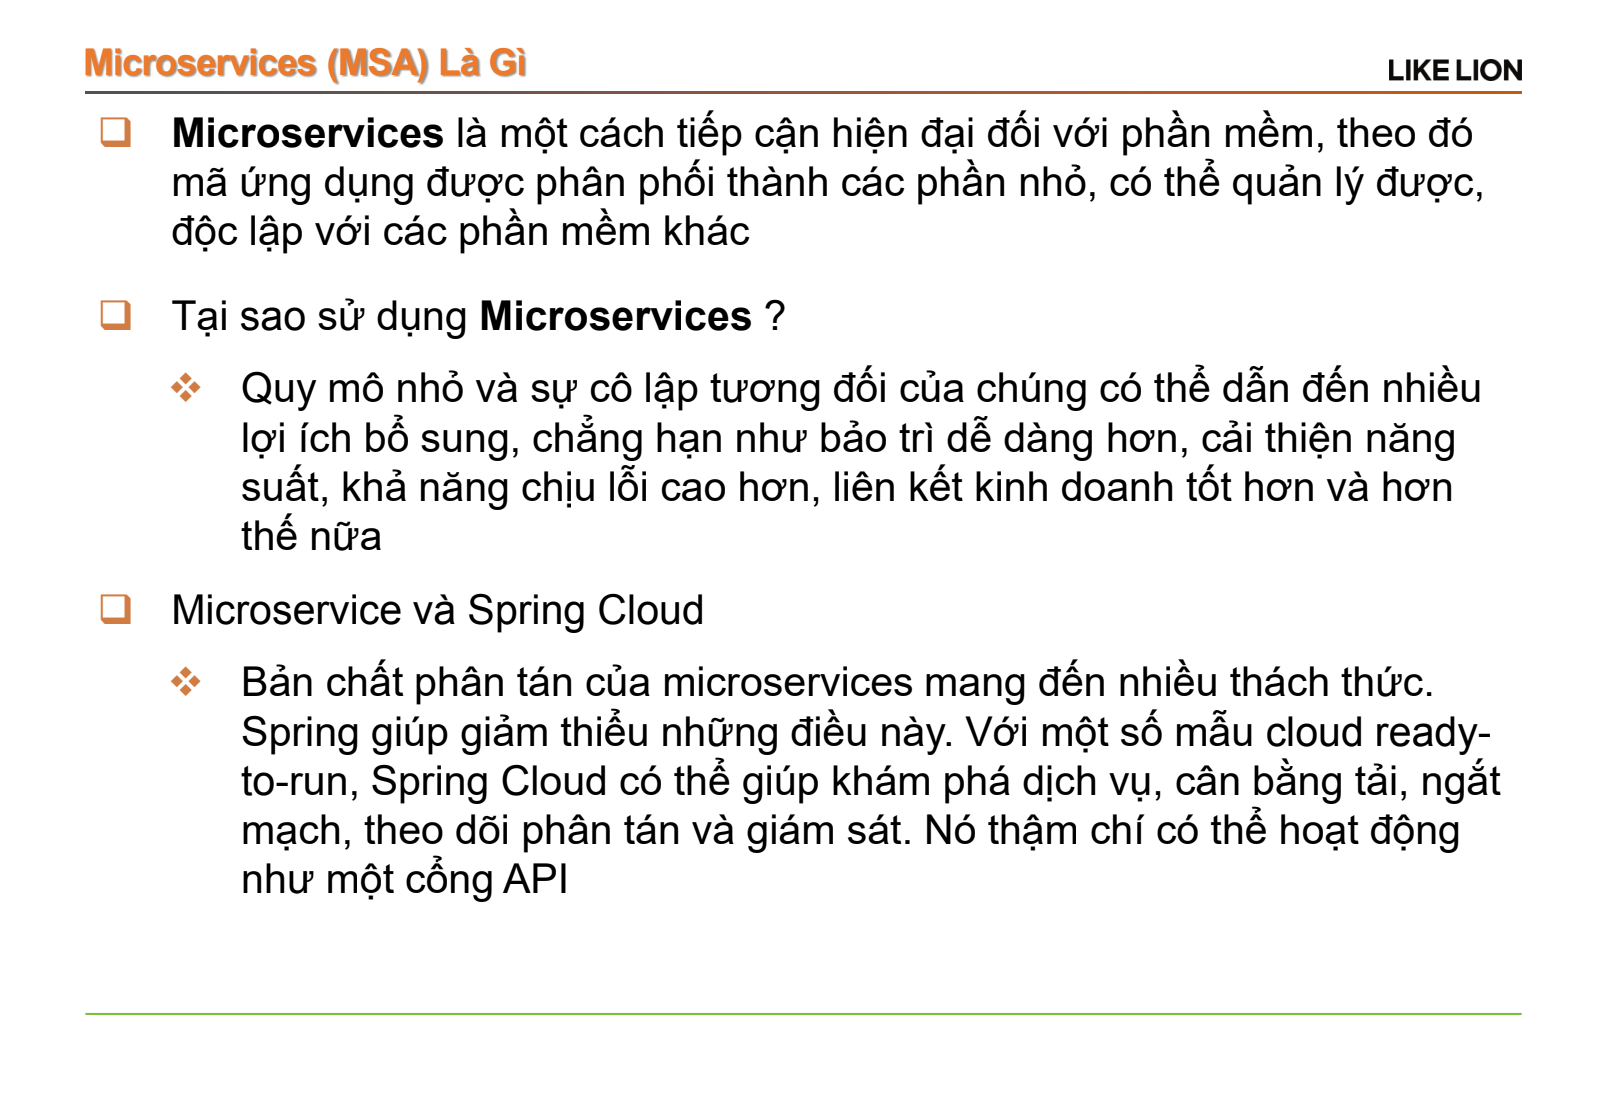 Microservices (MSA) Là Gì
LIKE LION
Microservices là một cách tiếp cận hiện đại đối với phần mềm, theo đó
mã ứng dụng được phân phối thành các phần nhỏ, có thể quản lý được,
độc lập với các phần mềm khác
Tại sao sử dụng Microservices ?
Quy mô nhỏ và sự cô lập tương đối của chúng có thể dẫn đến nhiều
lợi ích bổ sung, chẳng hạn như bảo trì dễ dàng hơn, cải thiện năng
suất, khả năng chịu lỗi cao hơn, liên kết kinh doanh tốt hơn và hơn
thế nữa
Microservice và Spring Cloud
Bản chất phân tán của microservices mang đến nhiều thách thức.
Spring giúp giảm thiểu những điều này. Với một số mẫu cloud ready-
to-run, Spring Cloud có thể giúp khám phá dịch vụ, cân bằng tải, ngắt
mạch, theo dõi phân tán và giám sát. Nó thậm chí có thể hoạt động
như một cổng API